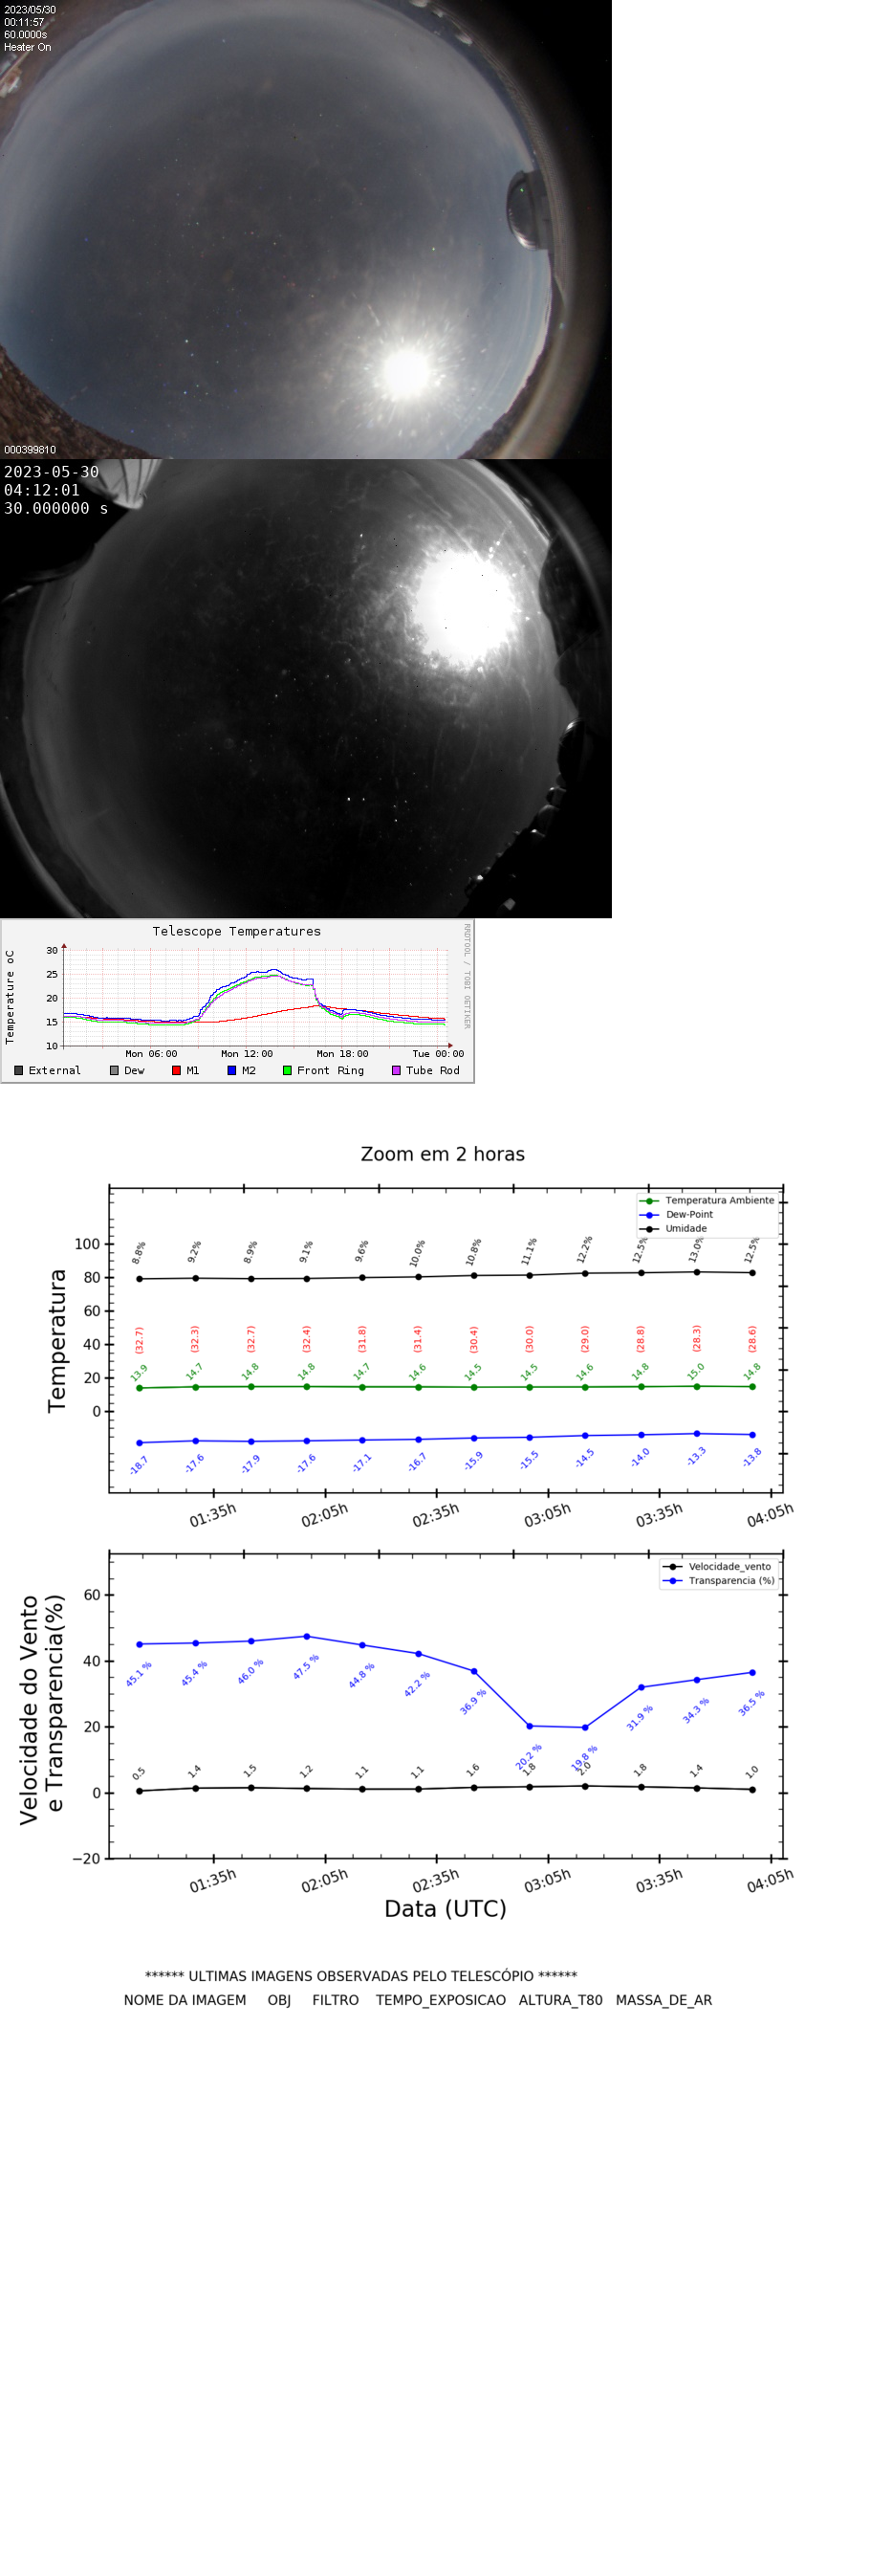 2023/05/30
00:11:57
60.0000s
Heater On
000399810
2023-05-30
04:12:01
30.000000 s
Telescope Temperatures
RRDTOOL / TOBI OETIKER
Temperature oC
30
25
20
15
10
Mon 06:00 Mon 12:00 Mon 18:00 Tue 00:00
External Dew M1 M2 Front Ring Tube Rod
Zoom em 2 horas
Temperatura Ambiente
Dew-Point
Umidade
Temperatura
100
80
60
40
20
0
8.8% 9.2% 8.9% 9.1% 9.6% 10.0% 10.8% 11.1% 12.2% 12.5% 13.0% 12.5%
(32.7) (32.3) (32.7) (32.4) (31.8) (31.4) (30.4) (30.0) (29.0) (28.8) (28.3) (28.6)
13.9 14.7 14.8 14.8 14.7 14.6 14.5 14.5 14.6 14.8 15.0 14.8
-18.7 -17.6 -17.9 -17.6 -17.1 -16.7 -15.9 -15.5 -14.5 -14.0 -13.3 -13.8
01:35h 02:05h 02:35h 03:05h 03:35h 04:05h
Velocidade_vento
Transparencia (%)
Velocidade do Vento
e Transparencia(%)
60
40
20
0
−20
45.1 % 45.4 % 46.0 % 47.5 % 44.8 % 42.2 % 36.9 % 20.2 % 19.8 % 31.9 % 34.3 % 36.5 %
0.5 1.4 1.5 1.2 1.1 1.1 1.6 1.8 2.0 1.8 1.4 1.0
01:35h 02:05h 02:35h 03:05h 03:35h 04:05h
Data (UTC)
****** ULTIMAS IMAGENS OBSERVADAS PELO TELESCÓPIO ******
NOME DA IMAGEM OBJ FILTRO TEMPO_EXPOSICAO ALTURA_T80 MASSA_DE_AR